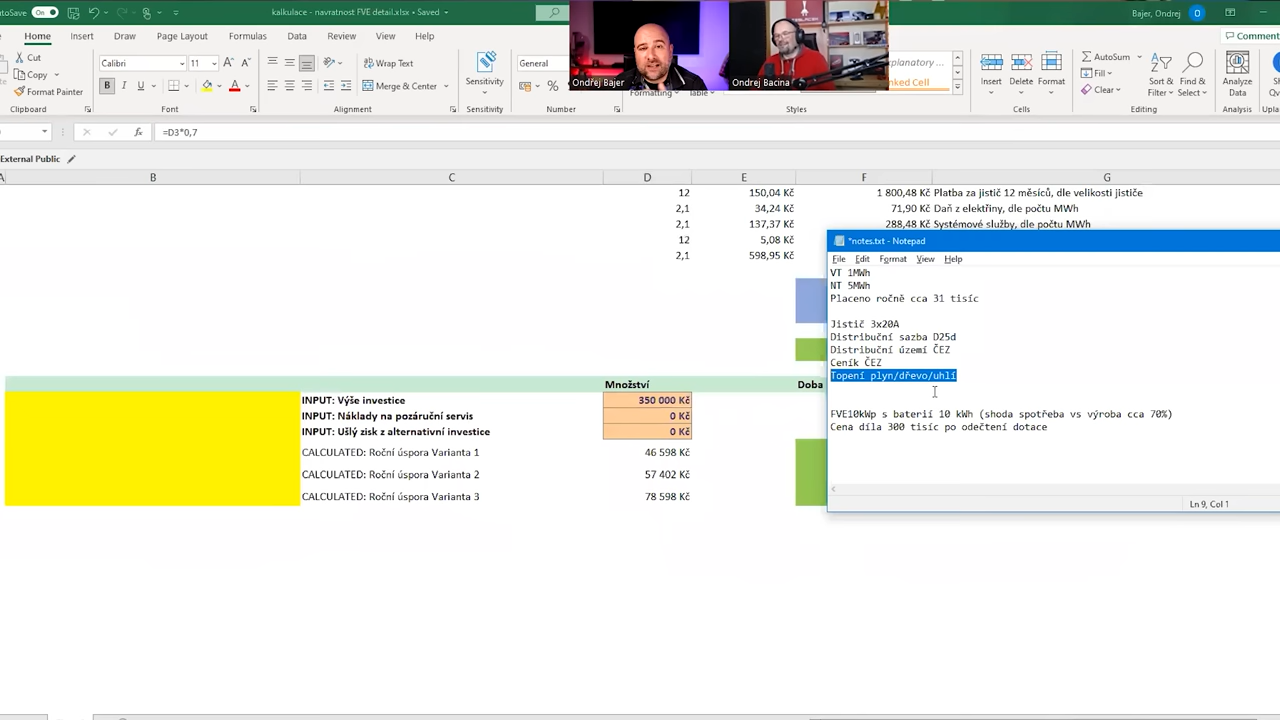 AutoSave On
kalkulace - navratnost FVE detail.xlsx • Saved
Bajer, Ondrej
O
Home Insert Draw Page Layout Formulas Data Review View Help
Comment
Cut
Copy
Format Painter
Clipboard
Calibri 11
B I U
Font
Wrap Text
Merge & Center
Alignment
General
%
Number
Sensitivity
Sensitivity
Ondřej Bajer
Ondrej Bacina
Formatting
Table
Styles
Insert Delete Format
Cells
AutoSum
Fill
Clear
Sort & Filter
Find & Select
Editing
Analyze Data
Analysis
=D3*0,7
External Public
B C D E F G
12 150,04 Kč 1 800,48 Kč Platba za jistič 12 měsíců, dle velikosti jističe
2,1 34,24 Kč 71,90 Kč Daň z elektřiny, dle počtu MWh
2,1 137,37 Kč 288,48 Kč Systémové služby, dle počtu MWh
12 5,08 Kč
2,1 598,95 Kč
*notes.txt - Notepad
File Edit Format View Help
VT 1MWh
NT 5MWh
Placeno ročně cca 31 tisíc
Jistič 3x20A
Distribuční sazba D25d
Distribuční území ČEZ
Ceník ČEZ
Topení plyn/dřevo/uhlí
FVE10kWp s baterií 10 kWh (shoda spotřeba vs výroba cca 70%)
Cena díla 300 tisíc po odečtení dotace
Ln 9, Col 1
Množství Doba
INPUT: Výše investice 350 000 Kč
INPUT: Náklady na pozáruční servis 0 Kč
INPUT: Ušlý zisk z alternativní investice 0 Kč
CALCULATED: Roční úspora Varianta 1 46 598 Kč
CALCULATED: Roční úspora Varianta 2 57 402 Kč
CALCULATED: Roční úspora Varianta 3 78 598 Kč